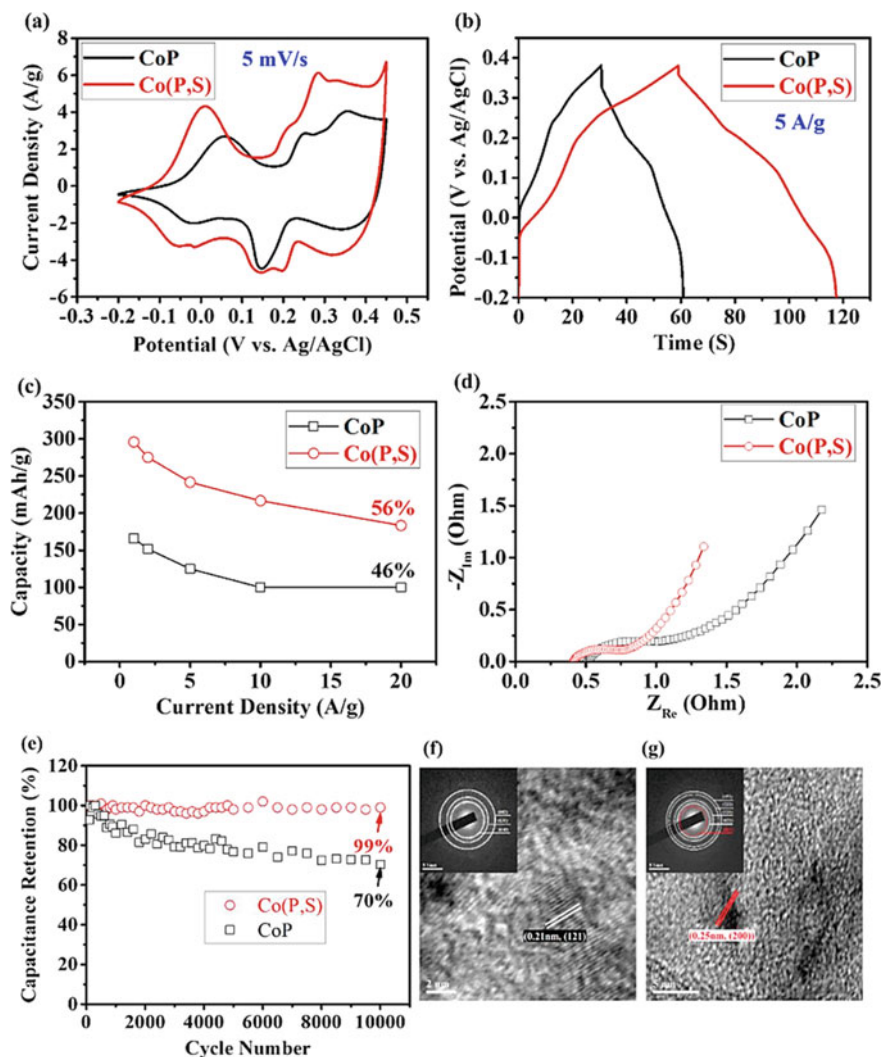 (a)
CoP
Co(P,S)
5 mV/s
Current Density (A/g)
8
6
4
2
0
-2
-4
-6
-0.3 -0.2 -0.1 0.0 0.1 0.2 0.3 0.4 0.5
Potential (V vs. Ag/AgCl)
(b)
CoP
Co(P,S)
5 A/g
Potential (V vs. Ag/AgCl)
0.5
0.4
0.3
0.2
0.1
0.0
-0.1
-0.2
0 20 40 60 80 100 120
Time (S)
(c)
CoP
Co(P,S)
56%
46%
Capacity (mAh/g)
350
300
250
200
150
100
50
0
0 5 10 15 20
Current Density (A/g)
(d)
CoP
Co(P,S)
-Z_Im (Ohm)
2.5
2.0
1.5
1.0
0.5
0.0
0.0 0.5 1.0 1.5 2.0 2.5
Z_Re (Ohm)
(e)
Capacitance Retention (%)
120
100
80
60
40
20
0
99%
70%
Co(P,S)
CoP
0 2000 4000 6000 8000 10000
Cycle Number
(f)
(0.21nm, (121)
2 nm
(g)
(0.25nm, (200))